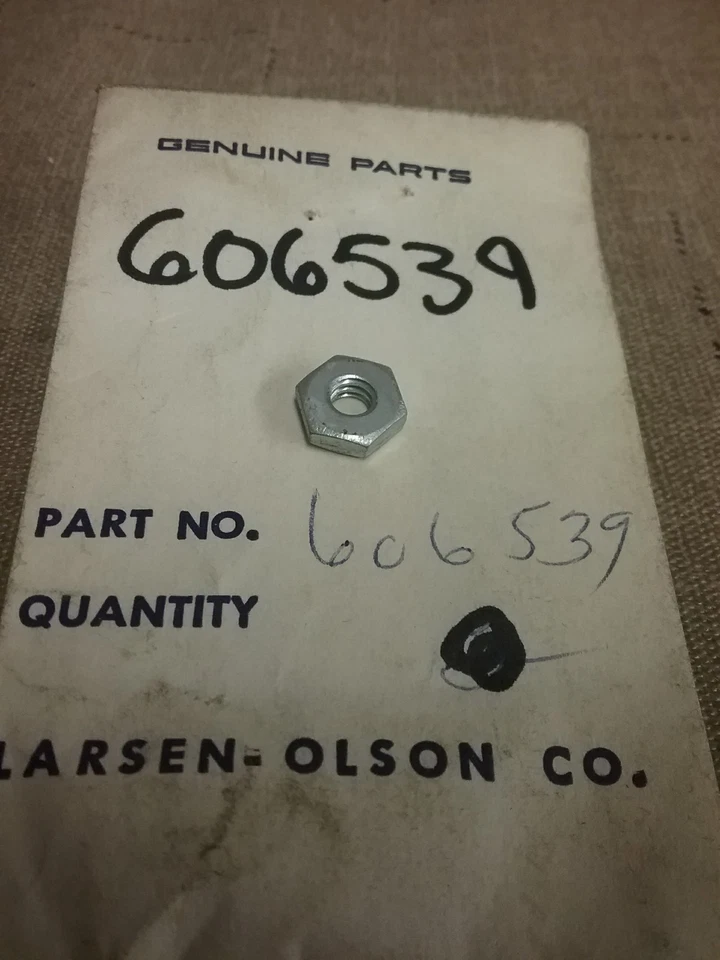 GENUINE PARTS
606539
PART NO. 606539
QUANTITY
LARSEN-OLSON CO.